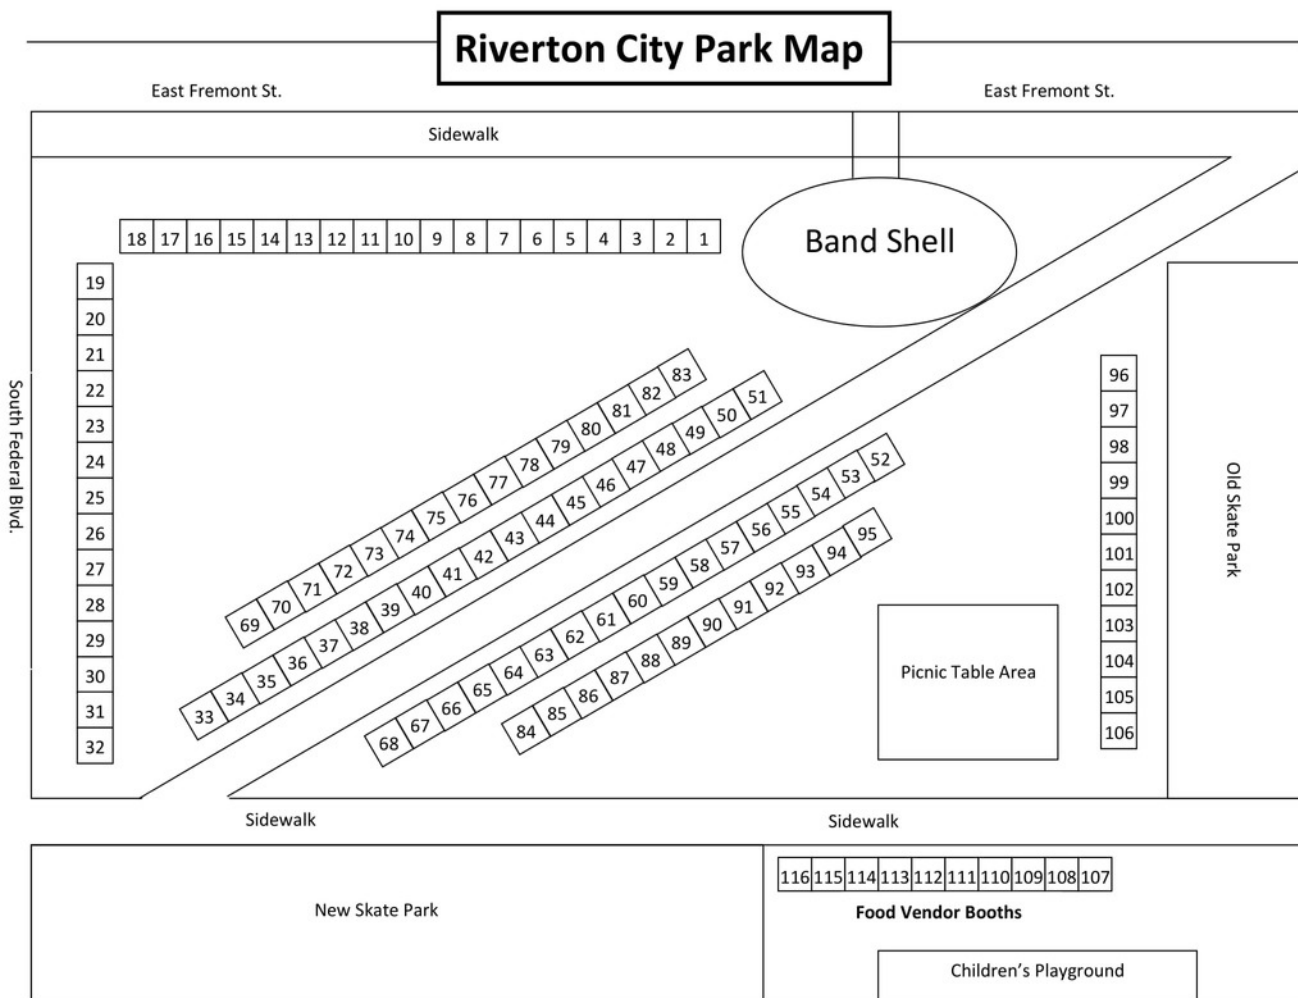 Riverton City Park Map
East Fremont St.
East Fremont St.
Sidewalk
Band Shell
18 17 16 15 14 13 12 11 10 9 8 7 6 5 4 3 2 1
19
20
21
22
23
24
25
26
27
28
29
30
31
32
South Federal Blvd.
69 70 71 72 73 74 75 76 77 78 79 80 81 82 83
33 34 35 36 37 38 39 40 41 42 43 44 45 46 47 48 49 50 51
68 67 66 65 64 63 62 61 60 59 58 57 56 55 54 53 52
84 85 86 87 88 89 90 91 92 93 94 95
96
97
98
99
100
101
102
103
104
105
106
Old Skate Park
Picnic Table Area
Sidewalk
Sidewalk
116 115 114 113 112 111 110 109 108 107
New Skate Park
Food Vendor Booths
Children’s Playground